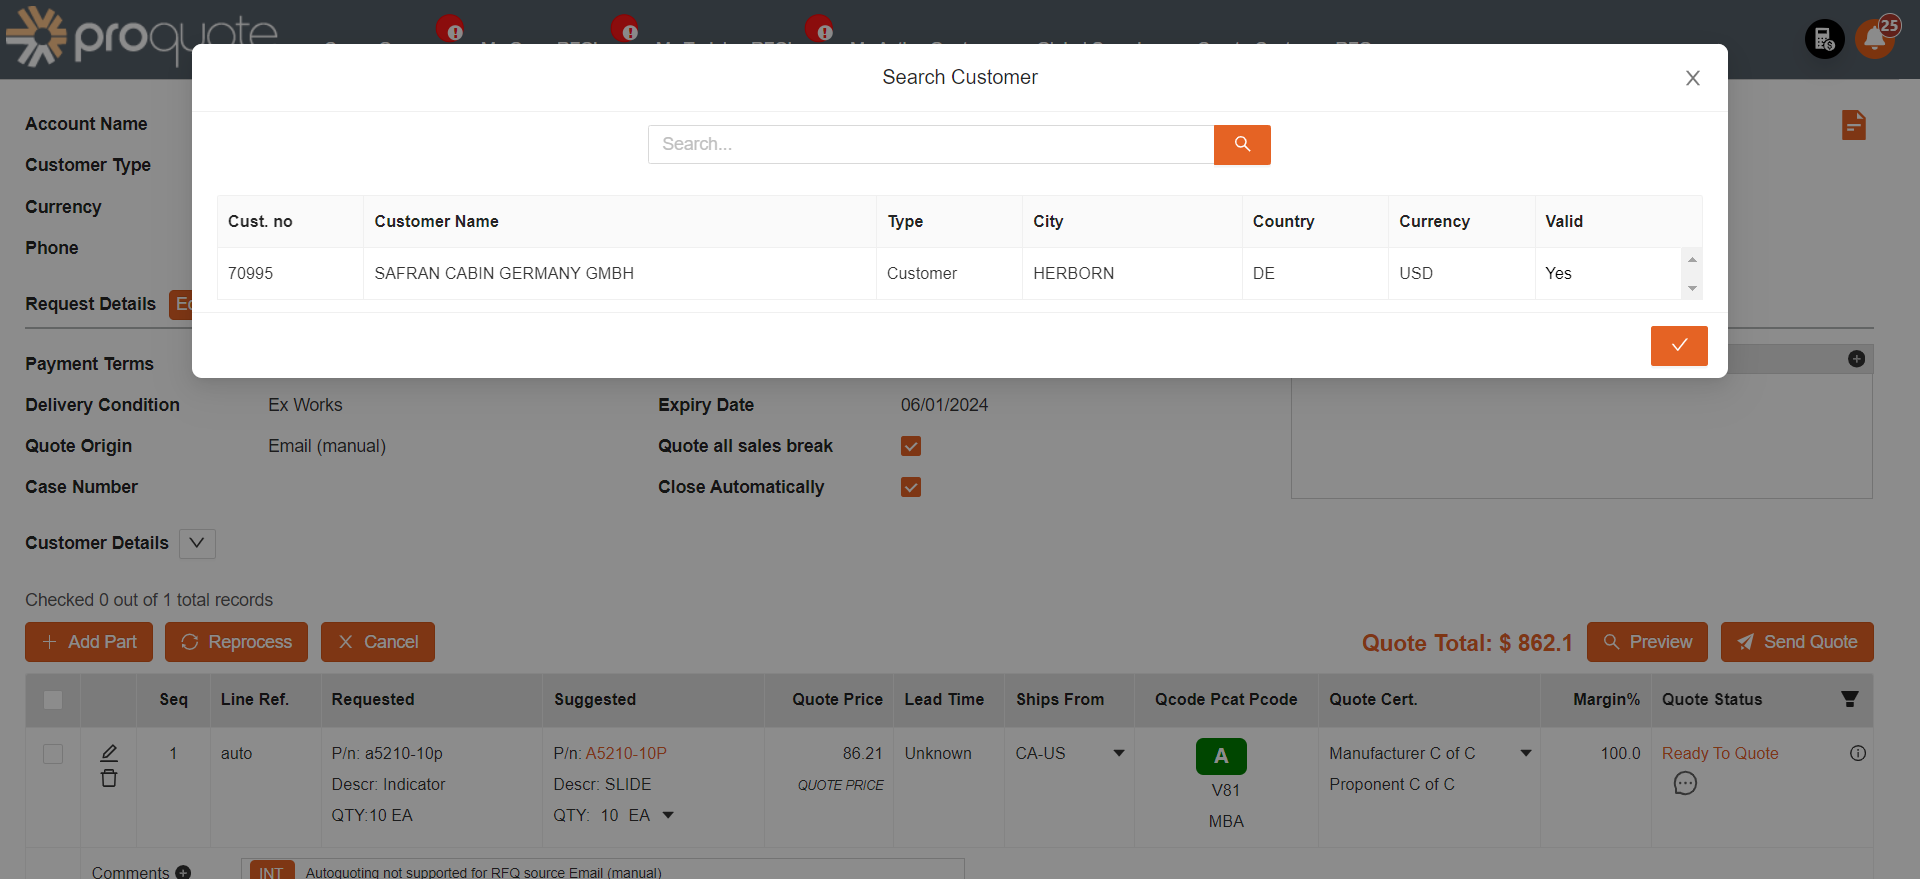 proquote
25
Search Customer
Account Name
Search...
Customer Type
Currency
Cust. no Customer Name Type City Country Currency Valid
Phone
70995 SAFRAN CABIN GERMANY GMBH Customer HERBORN DE USD Yes
Request Details
Payment Terms
Delivery Condition Ex Works Expiry Date 06/01/2024
Quote Origin Email (manual) Quote all sales break
Case Number Close Automatically
Customer Details
Checked 0 out of 1 total records
Add Part Reprocess Cancel Quote Total: $ 862.1 Preview Send Quote
Seq Line Ref. Requested Suggested Quote Price Lead Time Ships From Qcode Pcat Pcode Quote Cert. Margin% Quote Status
1 auto P/n: a5210-10p P/n: A5210-10P 86.21 Unknown CA-US A Manufacturer C of C 100.0 Ready To Quote
Descr: Indicator Descr: SLIDE QUOTE PRICE V81 Proponent C of C
QTY:10 EA QTY: 10 EA MBA
Comments INT Autoquoting not supported for RFQ source Email (manual)